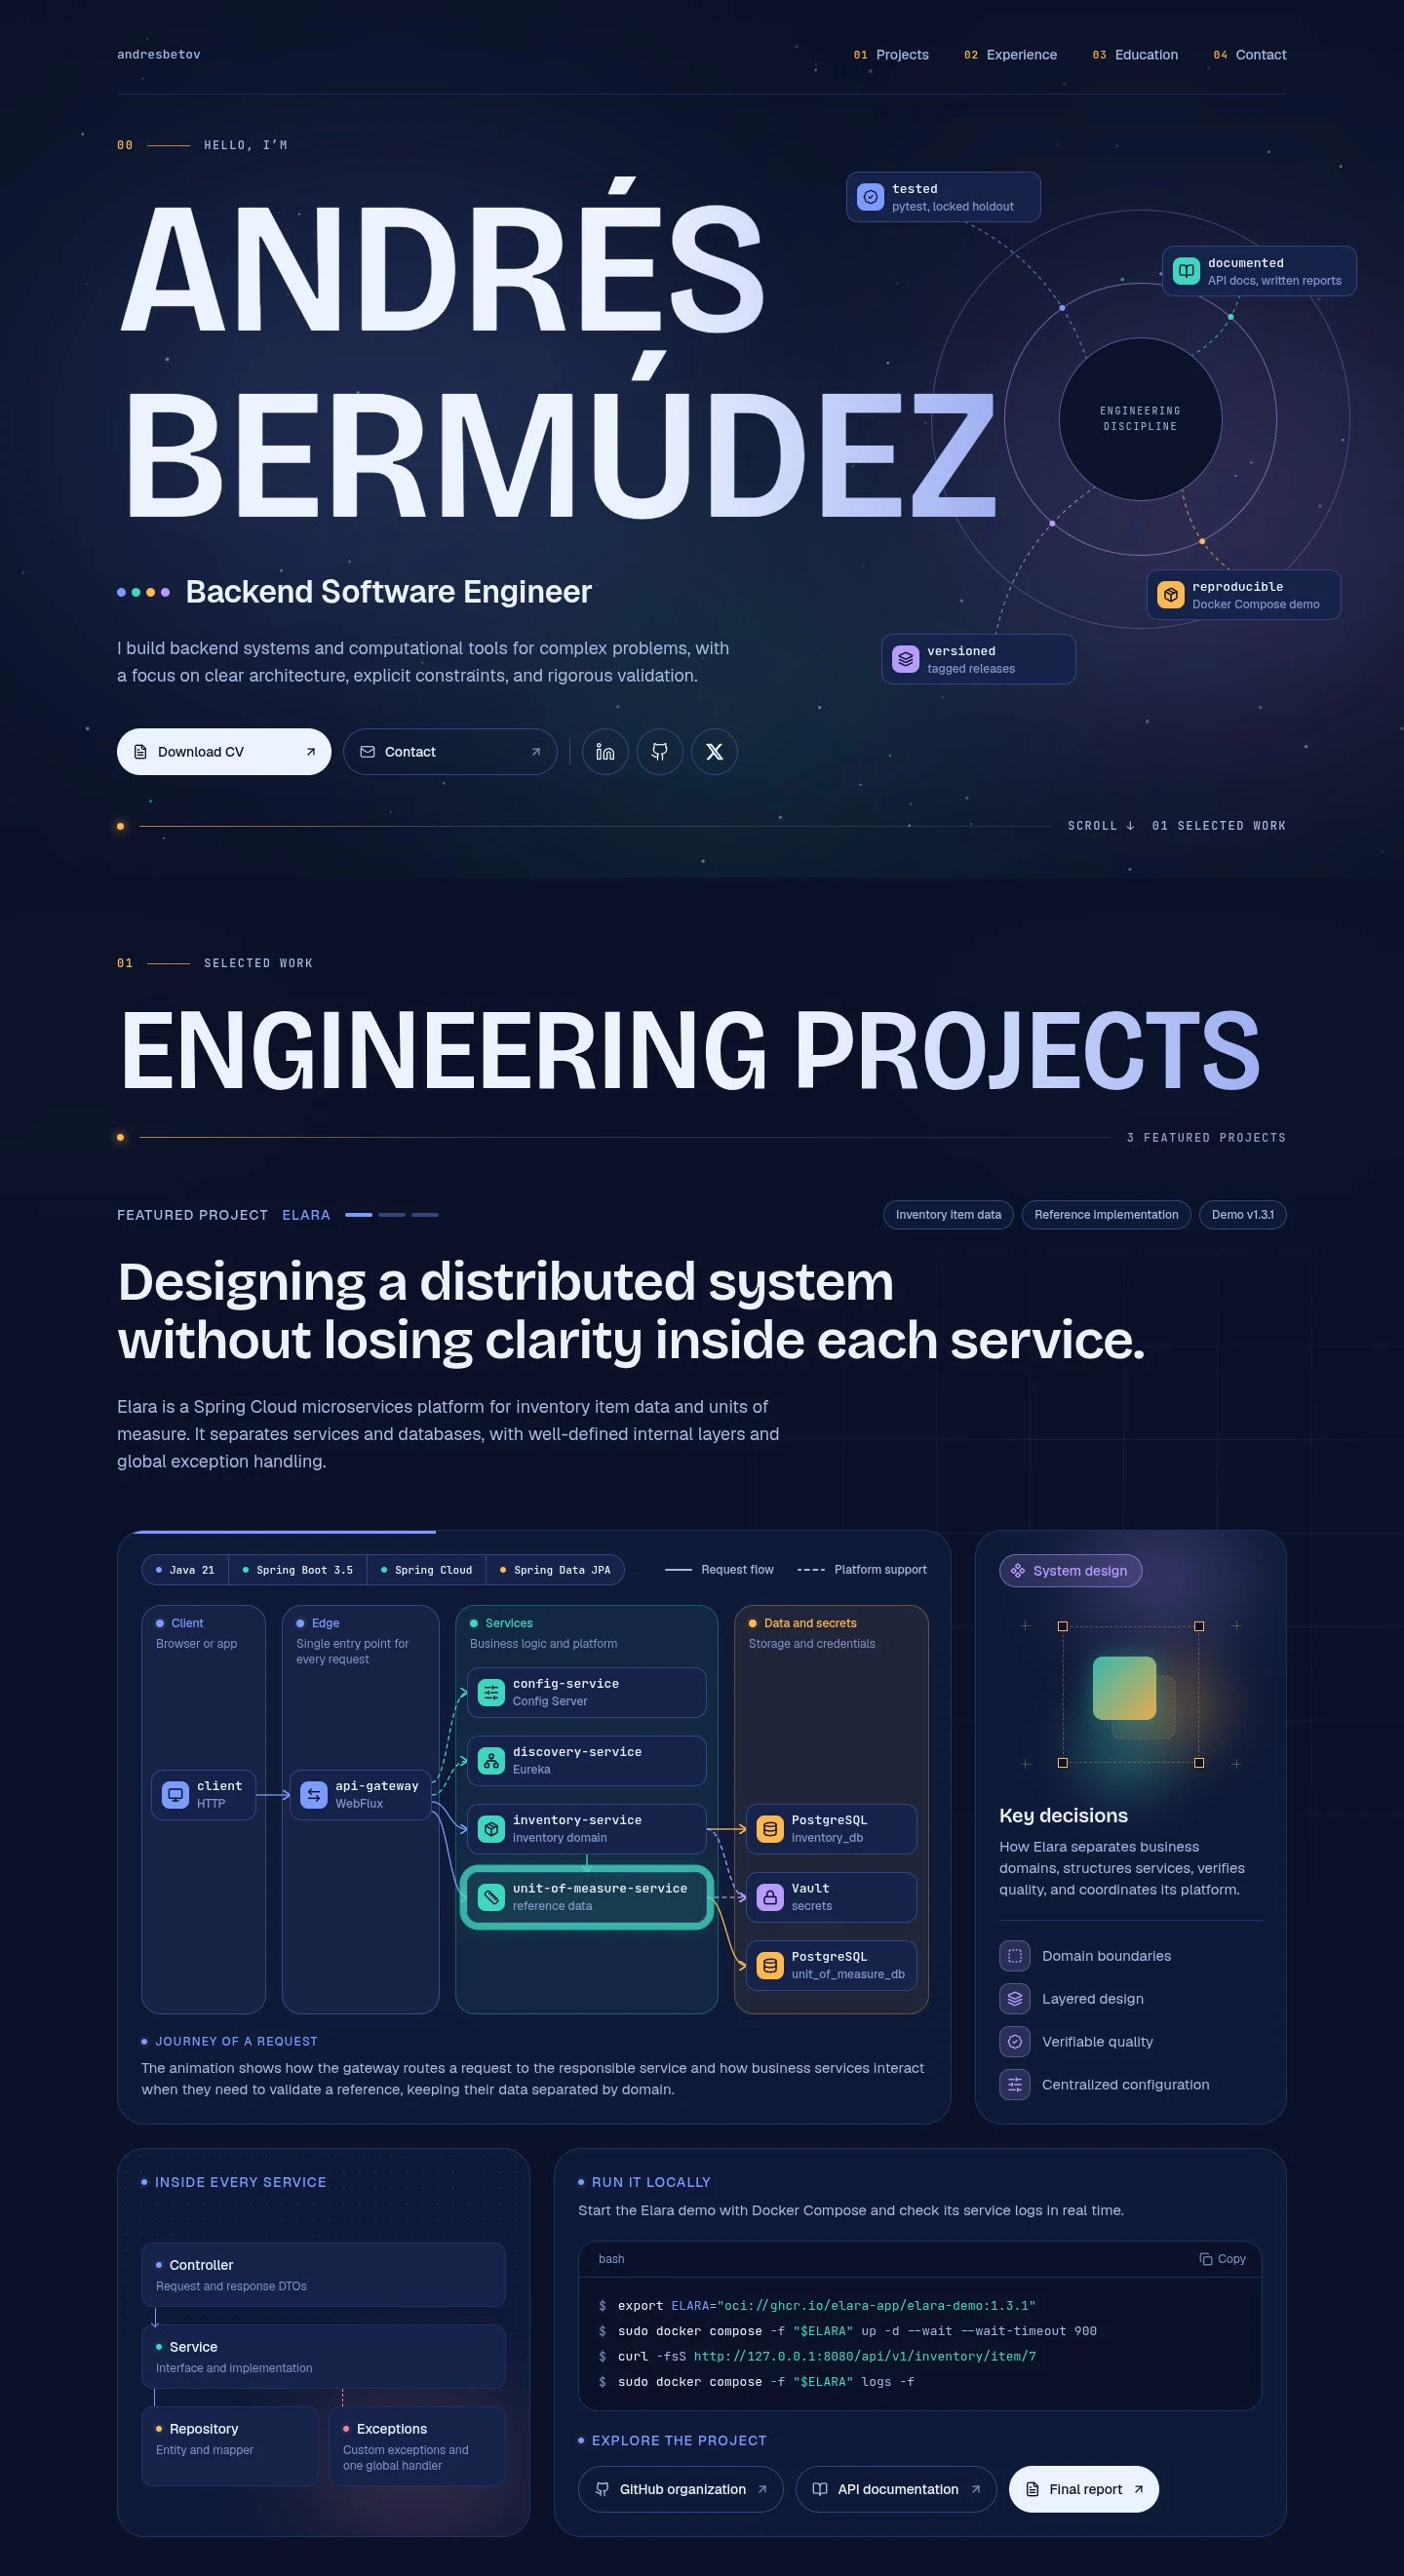 andresbetov
01 Projects
02 Experience
03 Education
04 Contact
00 HELLO, I’M
ANDRÉS
BERMÚDEZ
tested
pytest, locked holdout
documented
API docs, written reports
ENGINEERING
DISCIPLINE
reproducible
Docker Compose demo
versioned
tagged releases
Backend Software Engineer
I build backend systems and computational tools for complex problems, with
a focus on clear architecture, explicit constraints, and rigorous validation.
Download CV
Contact
SCROLL ↓ 01 SELECTED WORK
01 SELECTED WORK
ENGINEERING PROJECTS
3 FEATURED PROJECTS
FEATURED PROJECT ELARA
Inventory item data
Reference implementation
Demo v1.3.1
Designing a distributed system
without losing clarity inside each service.
Elara is a Spring Cloud microservices platform for inventory item data and units of
measure. It separates services and databases, with well-defined internal layers and
global exception handling.
Java 21
Spring Boot 3.5
Spring Cloud
Spring Data JPA
Request flow
Platform support
Client
Browser or app
client
HTTP
Edge
Single entry point for
every request
api-gateway
WebFlux
Services
Business logic and platform
config-service
Config Server
discovery-service
Eureka
inventory-service
inventory domain
unit-of-measure-service
reference data
Data and secrets
Storage and credentials
PostgreSQL
inventory_db
Vault
secrets
PostgreSQL
unit_of_measure_db
JOURNEY OF A REQUEST
The animation shows how the gateway routes a request to the responsible service and how business services interact
when they need to validate a reference, keeping their data separated by domain.
System design
Key decisions
How Elara separates business
domains, structures services, verifies
quality, and coordinates its platform.
Domain boundaries
Layered design
Verifiable quality
Centralized configuration
INSIDE EVERY SERVICE
Controller
Request and response DTOs
Service
Interface and implementation
Repository
Entity and mapper
Exceptions
Custom exceptions and
one global handler
RUN IT LOCALLY
Start the Elara demo with Docker Compose and check its service logs in real time.
bash
Copy
$ export ELARA="oci://ghcr.io/elara-app/elara-demo:1.3.1"
$ sudo docker compose -f "$ELARA" up -d --wait --wait-timeout 900
$ curl -fsS http://127.0.0.1:8080/api/v1/inventory/item/7
$ sudo docker compose -f "$ELARA" logs -f
EXPLORE THE PROJECT
GitHub organization
API documentation
Final report